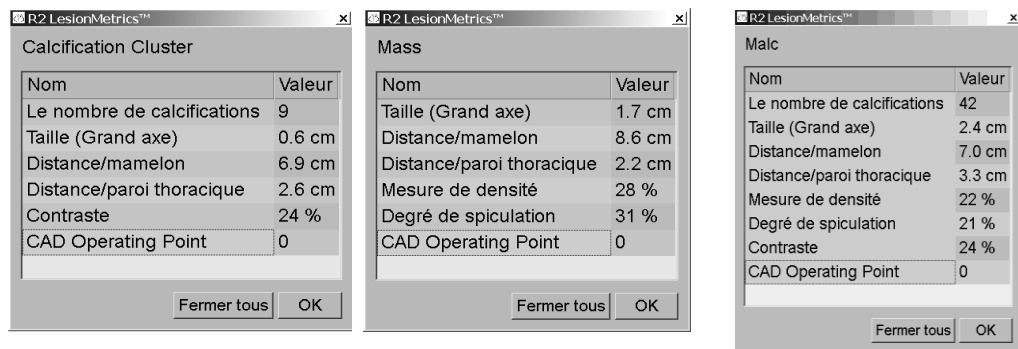 R2 LesionMetrics™
Calcification Cluster
Nom Valeur
Le nombre de calcifications 9
Taille (Grand axe) 0.6 cm
Distance/mamelon 6.9 cm
Distance/paroi thoracique 2.6 cm
Contraste 24 %
CAD Operating Point 0
Fermer tous OK
R2 LesionMetrics™
Mass
Nom Valeur
Taille (Grand axe) 1.7 cm
Distance/mamelon 8.6 cm
Distance/paroi thoracique 2.2 cm
Mesure de densité 28 %
Degré de spiculation 31 %
CAD Operating Point 0
Fermer tous OK
R2 LesionMetrics™
Malc
Nom Valeur
Le nombre de calcifications 42
Taille (Grand axe) 2.4 cm
Distance/mamelon 7.0 cm
Distance/paroi thoracique 3.3 cm
Mesure de densité 22 %
Degré de spiculation 21 %
Contraste 24 %
CAD Operating Point 0
Fermer tous OK